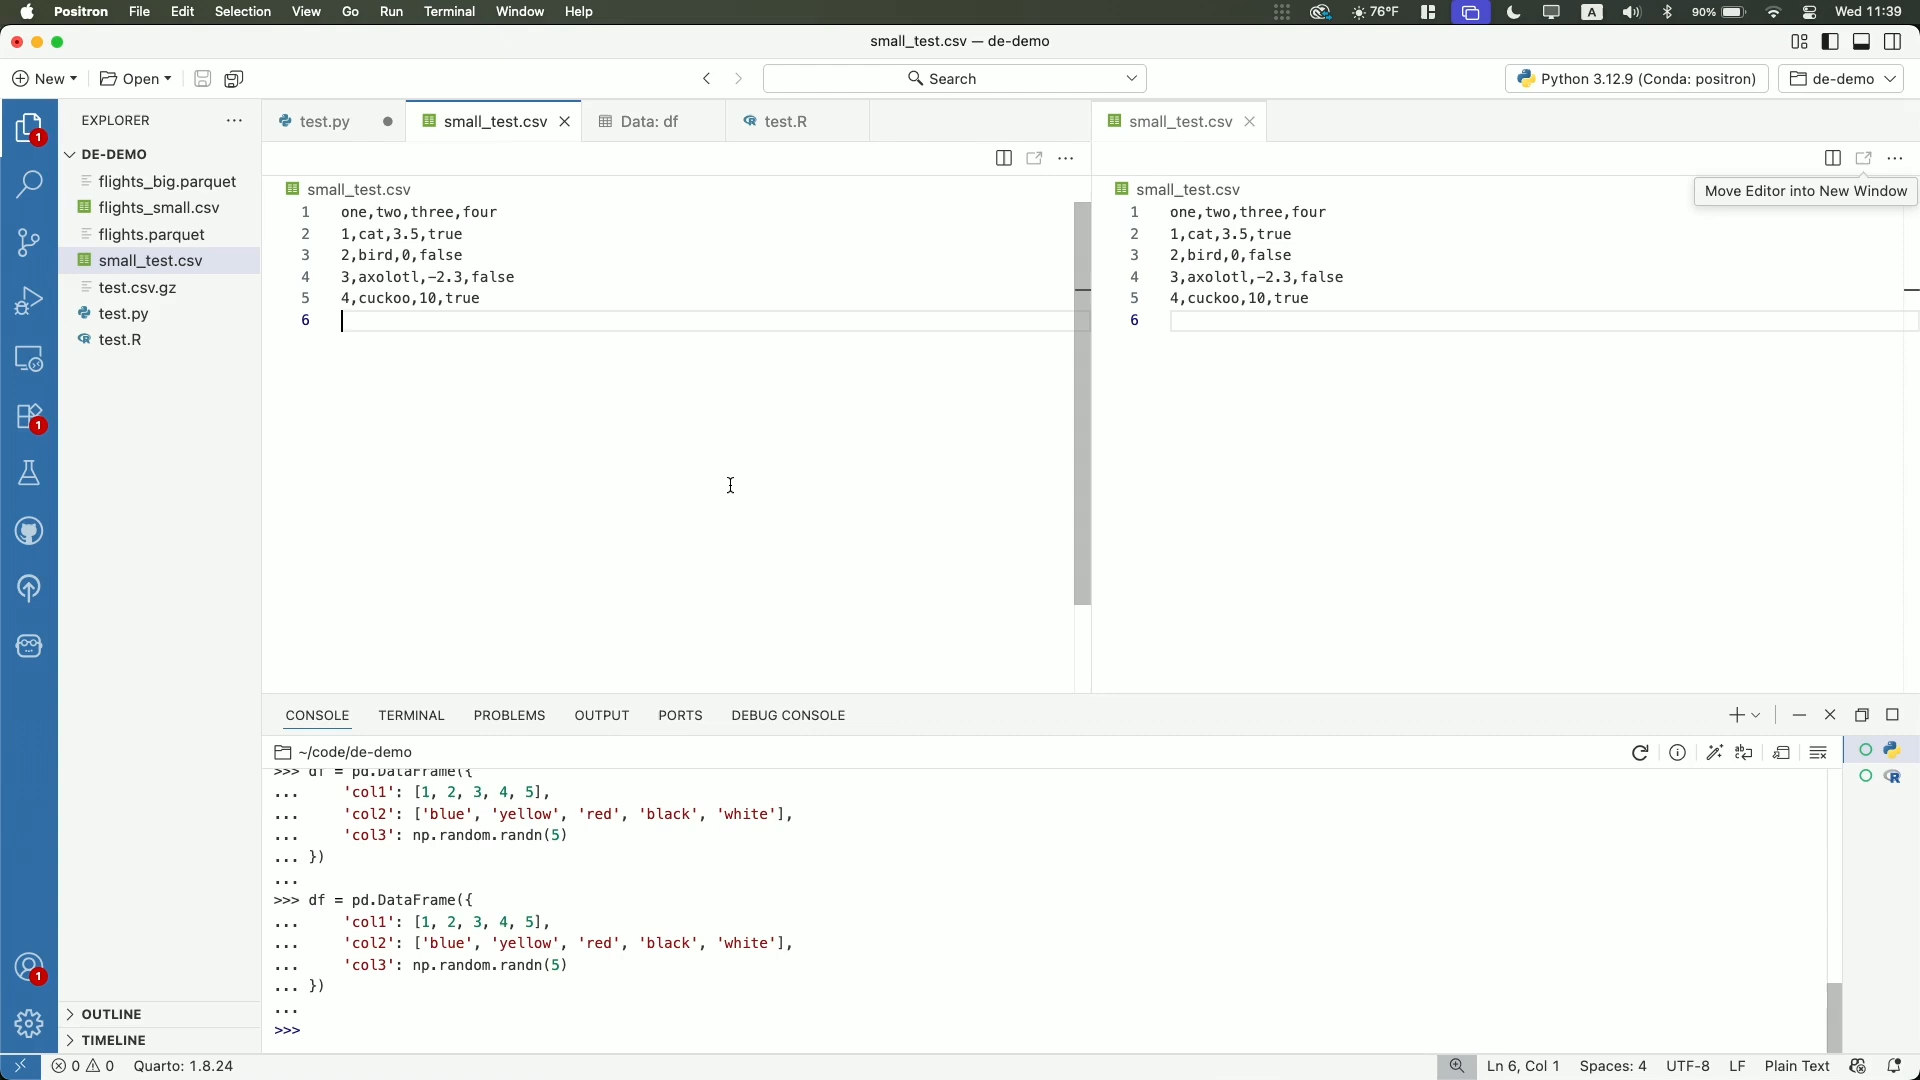 Positron File Edit Selection View Go Run Terminal Window Help 76°F A 90% Wed 11:39
small_test.csv — de-demo
New Open Search Python 3.12.9 (Conda: positron) de-demo
EXPLORER
DE-DEMO
flights_big.parquet
flights_small.csv
flights.parquet
small_test.csv
test.csv.gz
test.py
test.R
OUTLINE
TIMELINE
1
1
1
test.py small_test.csv Data: df test.R
small_test.csv
1 one,two,three,four
2 1,cat,3.5,true
3 2,bird,0,false
4 3,axolotl,-2.3,false
5 4,cuckoo,10,true
6
small_test.csv
small_test.csv
Move Editor into New Window
1 one,two,three,four
2 1,cat,3.5,true
3 2,bird,0,false
4 3,axolotl,-2.3,false
5 4,cuckoo,10,true
6
CONSOLE TERMINAL PROBLEMS OUTPUT PORTS DEBUG CONSOLE
~/code/de-demo
>>> df = pd.DataFrame({
... 'col1': [1, 2, 3, 4, 5],
... 'col2': ['blue', 'yellow', 'red', 'black', 'white'],
... 'col3': np.random.randn(5)
... })
...
>>> df = pd.DataFrame({
... 'col1': [1, 2, 3, 4, 5],
... 'col2': ['blue', 'yellow', 'red', 'black', 'white'],
... 'col3': np.random.randn(5)
... })
...
>>>
0 0 Quarto: 1.8.24 Ln 6, Col 1 Spaces: 4 UTF-8 LF Plain Text